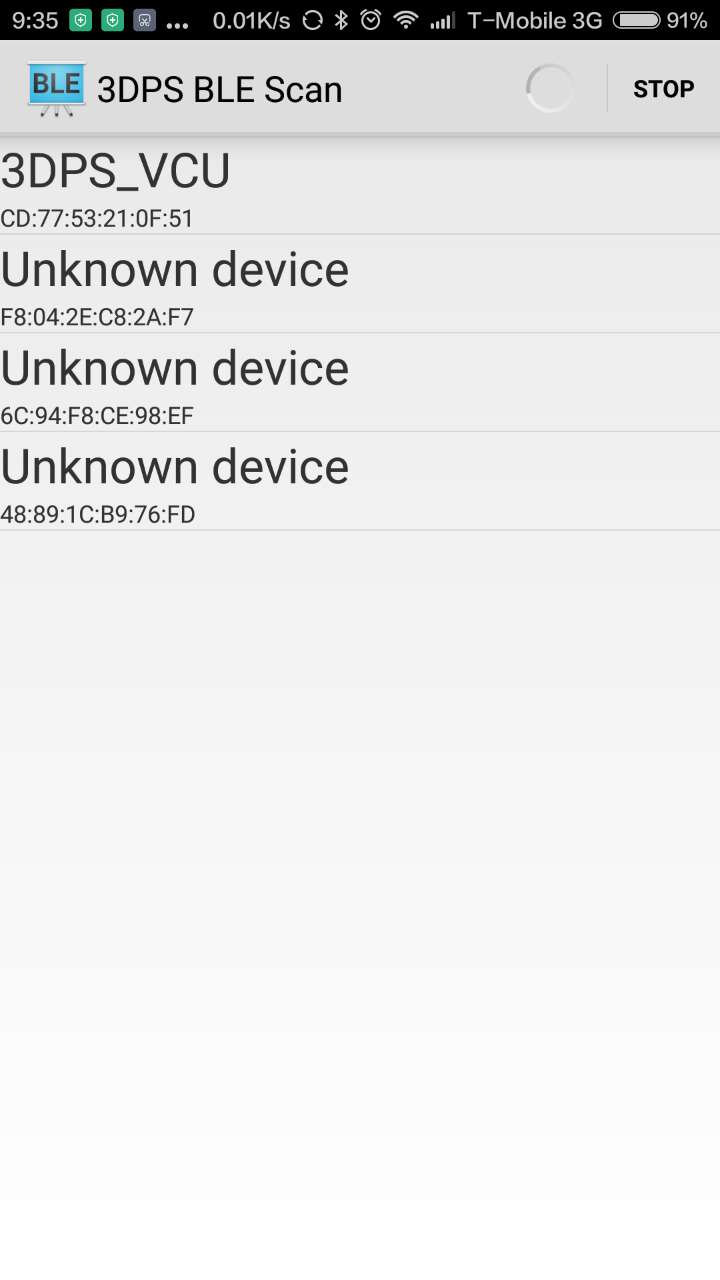 9:35 ... 0.01K/s T-Mobile 3G 91%
BLE 3DPS BLE Scan STOP
3DPS_VCU
CD:77:53:21:0F:51
Unknown device
F8:04:2E:C8:2A:F7
Unknown device
6C:94:F8:CE:98:EF
Unknown device
48:89:1C:B9:76:FD